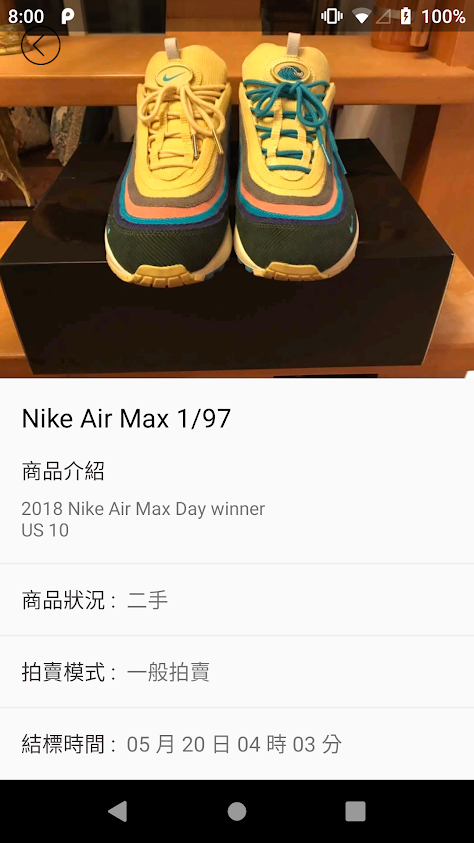 8:00
100%
Nike Air Max 1/97
商品介紹
2018 Nike Air Max Day winner
US 10
商品狀況 : 二手
拍賣模式 : 一般拍賣
結標時間 : 05 月 20 日 04 時 03 分